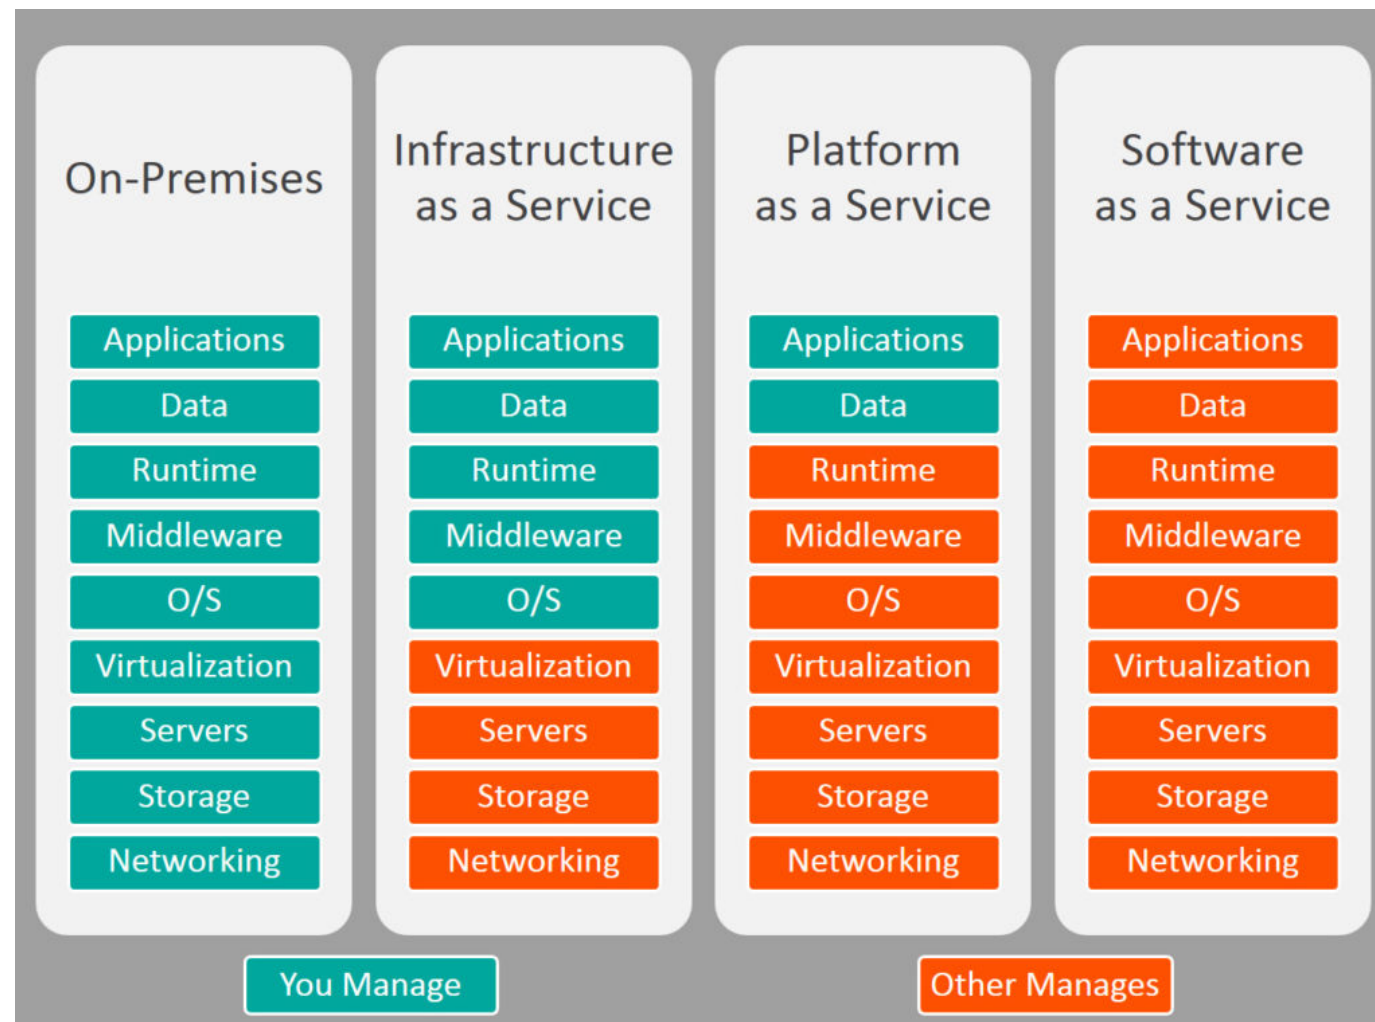 On-Premises
Applications
Data
Runtime
Middleware
O/S
Virtualization
Servers
Storage
Networking
Infrastructure
as a Service
Applications
Data
Runtime
Middleware
O/S
Virtualization
Servers
Storage
Networking
Platform
as a Service
Applications
Data
Runtime
Middleware
O/S
Virtualization
Servers
Storage
Networking
Software
as a Service
Applications
Data
Runtime
Middleware
O/S
Virtualization
Servers
Storage
Networking
You Manage
Other Manages